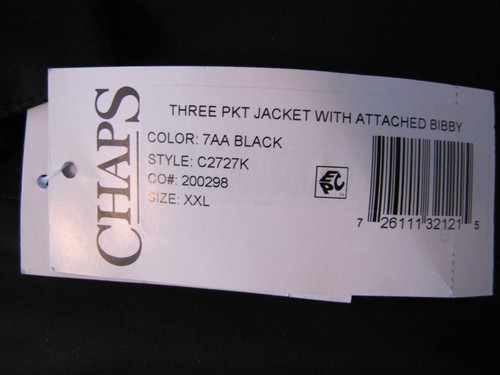 CHAPS
THREE PKT JACKET WITH ATTACHED BIBBY
COLOR: 7AA BLACK
STYLE: C2727K
CO#: 200298
SIZE: XXL
EPC
7 26111 32121 5